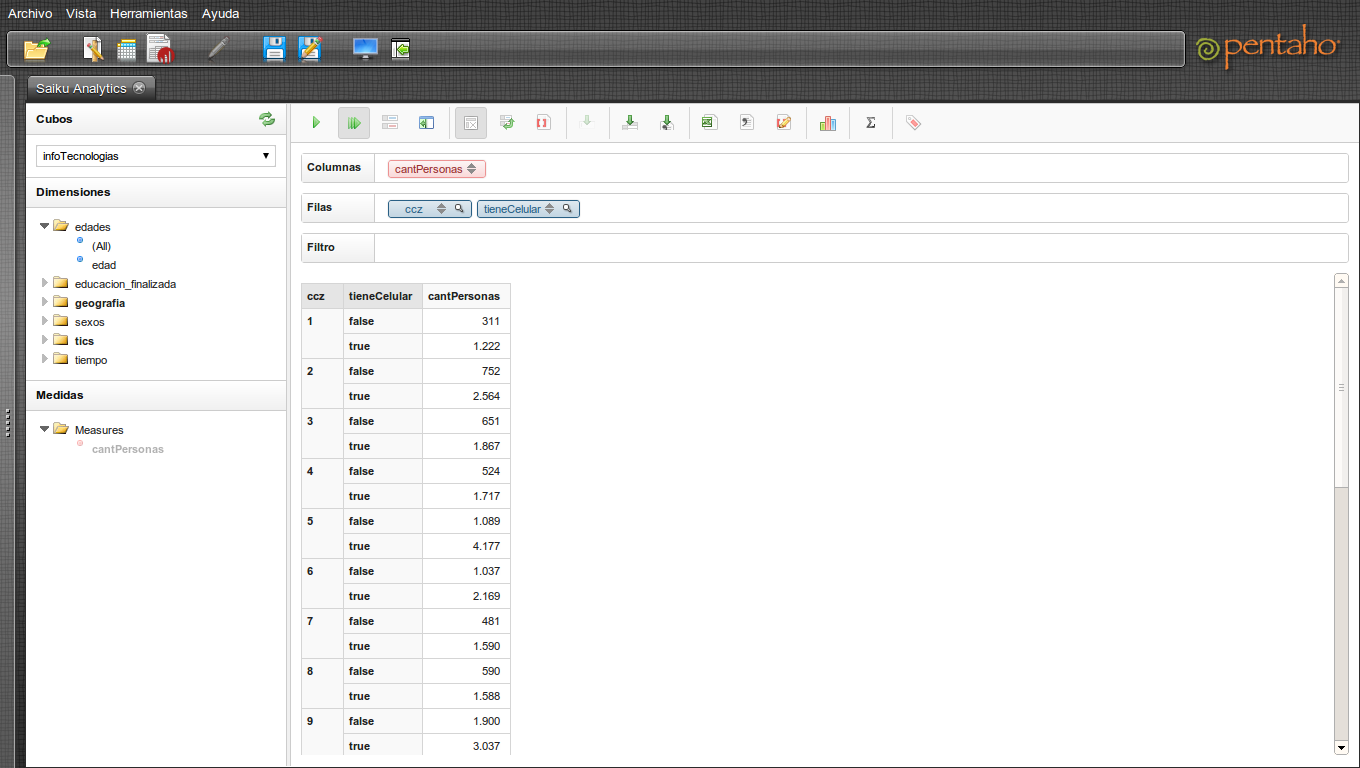 Archivo Vista Herramientas Ayuda
pentaho
Saiku Analytics
Cubos
infoTecnologias
Dimensiones
edades
(All)
edad
educacion_finalizada
geografia
sexos
tics
tiempo
Medidas
Measures
cantPersonas
Columnas cantPersonas
Filas ccz tieneCelular
Filtro
ccz tieneCelular cantPersonas
1 false 311
true 1.222
2 false 752
true 2.564
3 false 651
true 1.867
4 false 524
true 1.717
5 false 1.089
true 4.177
6 false 1.037
true 2.169
7 false 481
true 1.590
8 false 590
true 1.588
9 false 1.900
true 3.037